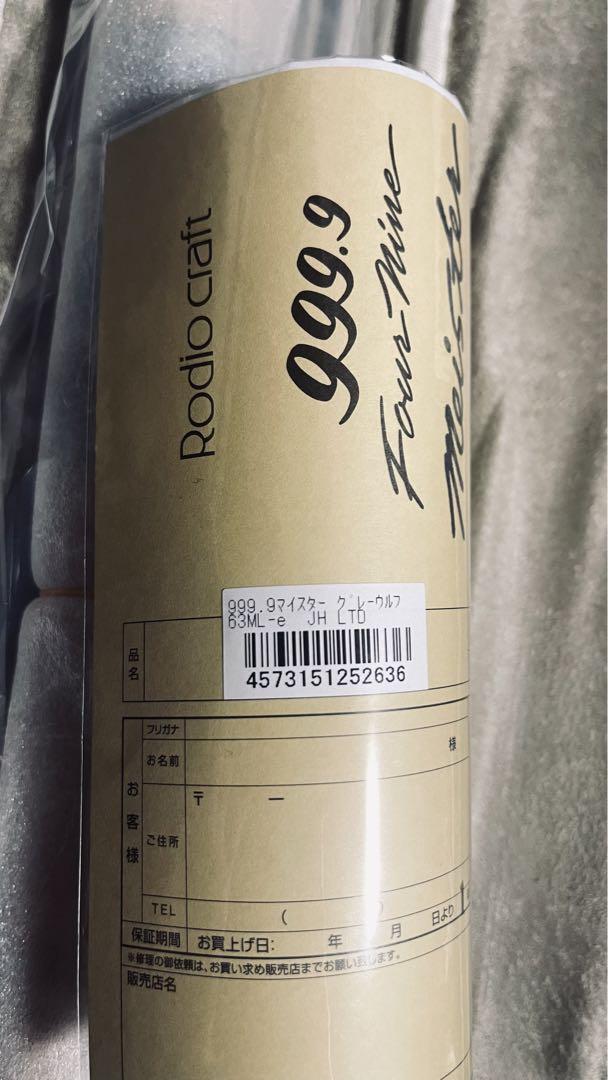 Rodio craft
999.9
Four Nine
Meister
999.9マイスター グレーウルフ
63ML-e JH LTD
4573151252636
品名
お客様
フリガナ
お名前
様
ご住所
〒 ー
TEL
( )
保証期間
お買上げ日: 年 月 日より1
※修理の御依頼は、お買い求め販売店までお願い致します。
販売店名